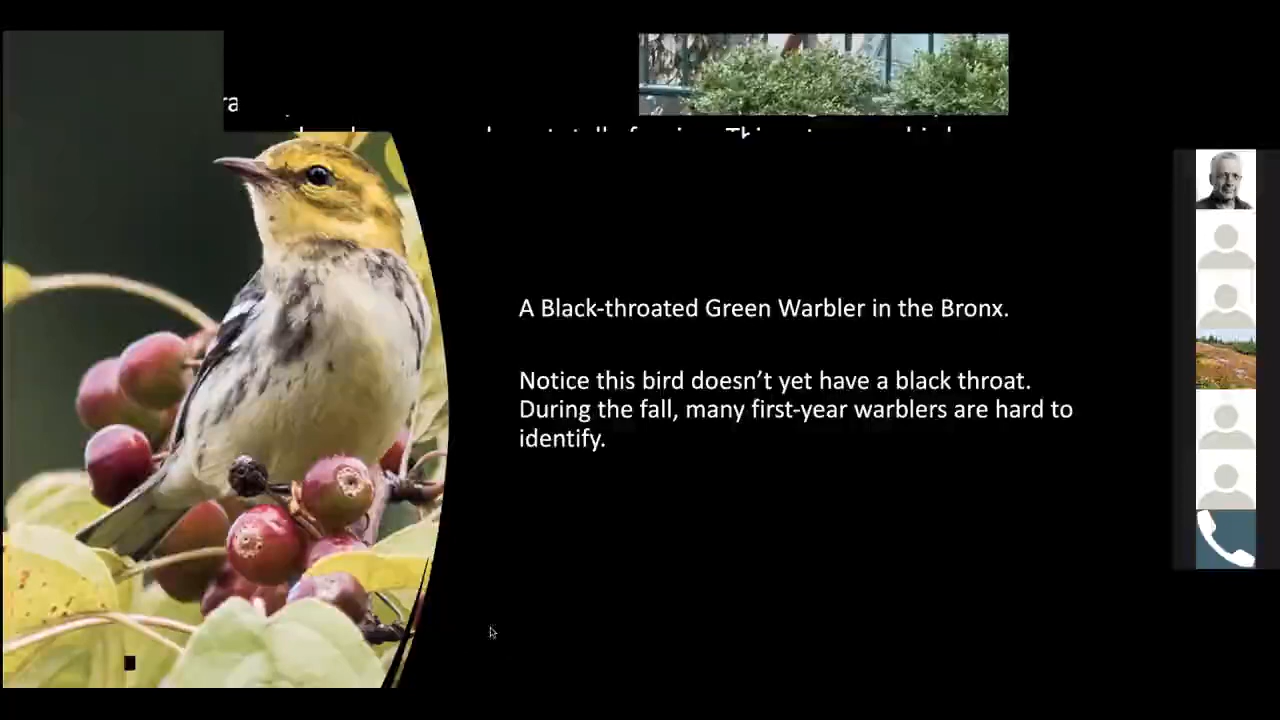 ra
A Black-throated Green Warbler in the Bronx.
Notice this bird doesn’t yet have a black throat.
During the fall, many first-year warblers are hard to
identify.